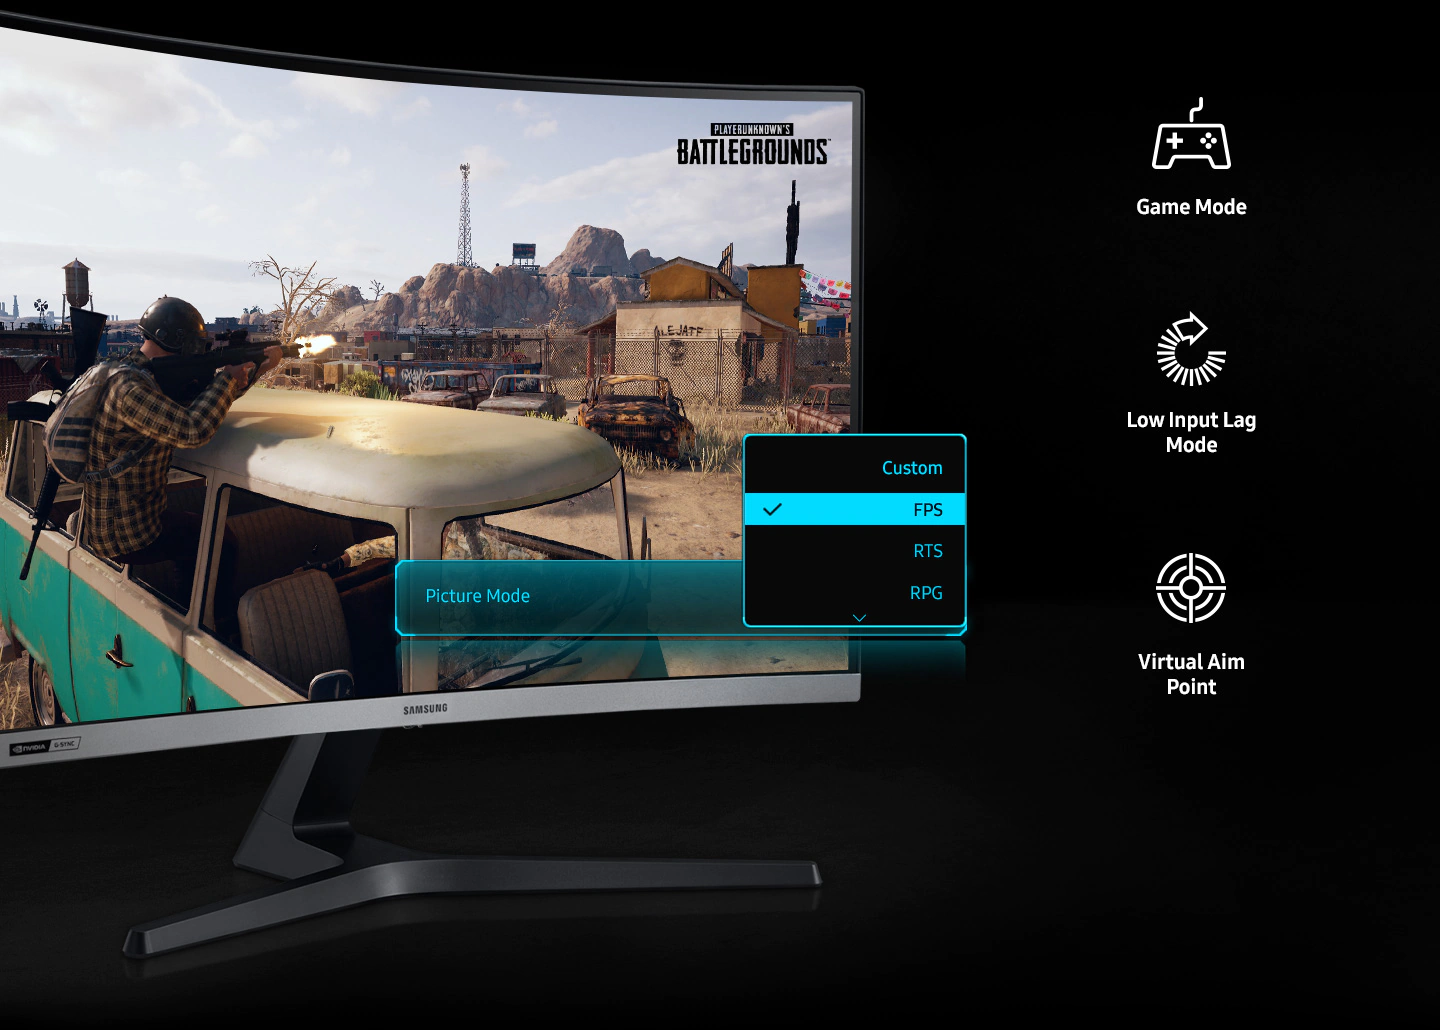 PLAYERUNKNOWN'S
BATTLEGROUNDS
ALEJATE
Custom
FPS
RTS
RPG
Picture Mode
SAMSUNG
NVIDIA G-SYNC
Game Mode
Low Input Lag
Mode
Virtual Aim
Point